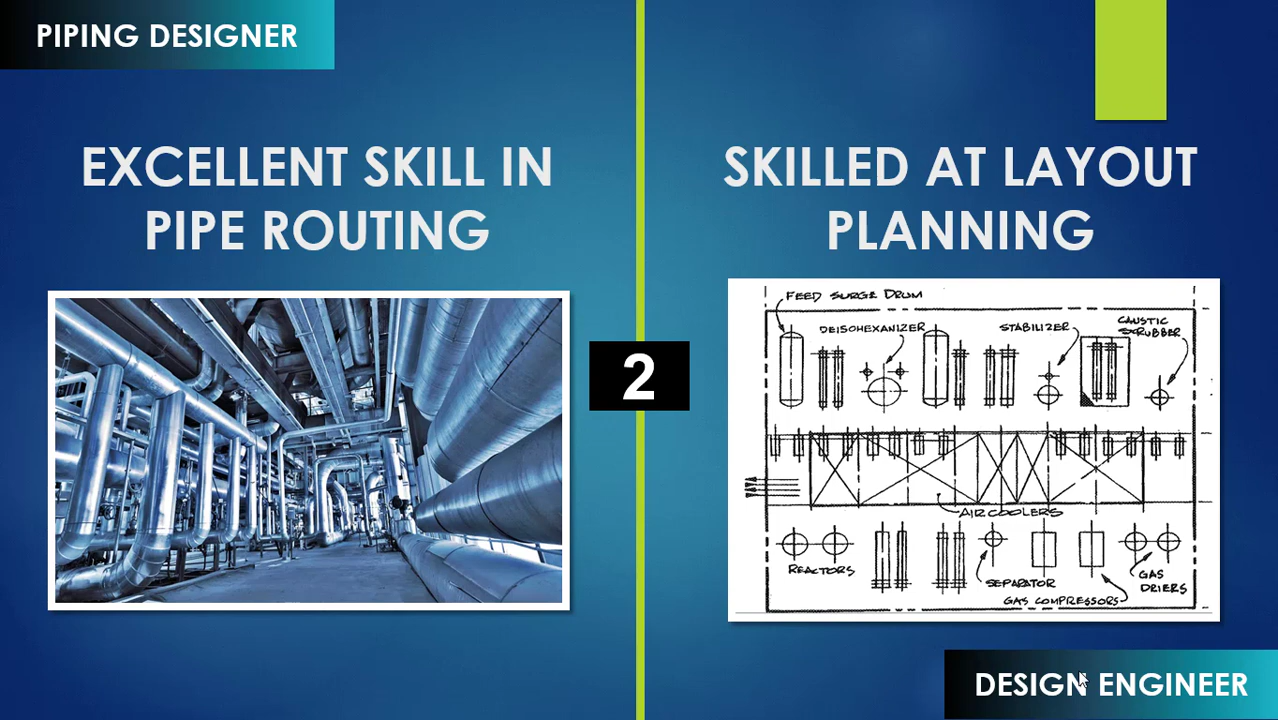 PIPING DESIGNER
EXCELLENT SKILL IN
PIPE ROUTING
2
SKILLED AT LAYOUT
PLANNING
FEED SURGE DRUM
DEISOHEXANIZER
STABILIZER
CAUSTIC
SCRUBBER
AIR COOLERS
REACTORS
SEPARATOR
GAS COMPRESSORS
GAS
DRIERS
DESIGN ENGINEER